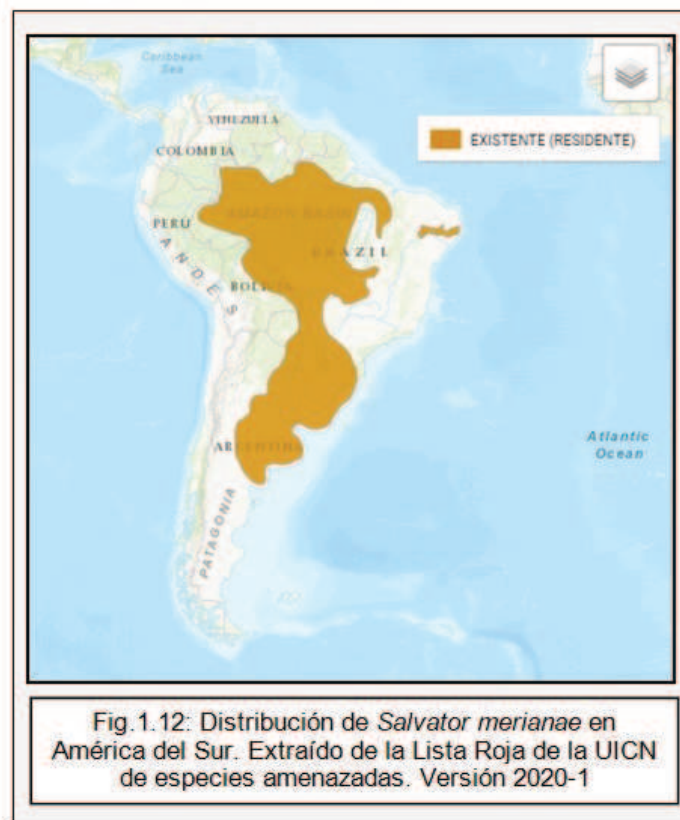 Caribbean
Sea
VENEZUELA
COLOMBIA
EXISTENTE (RESIDENTE)
AMAZON BASIN
PERU
BRAZIL
ANDES
BOLIVIA
ARGENTINA
Atlantic
Ocean
PATAGONIA
Fig.1.12: Distribución de Salvator merianae en
América del Sur. Extraído de la Lista Roja de la UICN
de especies amenazadas. Versión 2020-1